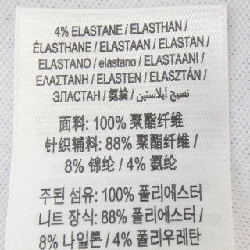 4% ELASTANE / ELASTHAN /
ÉLASTHANE / ELASTAAN / ELASTAN /
ELASTANO / elastano / ELASTAANI /
ΕΛΑΣΤΑΝΗ / ELASTEN / ELASZTÁN /
ЭЛАСТАН / 氨綸 / نسيج إيلاستين
面料: 100% 聚酯纤维
针织辅料: 88% 聚酯纤维
/ 8% 锦纶 / 4% 氨纶
주된 섬유: 100% 폴리에스터
니트 장식: 88% 폴리에스터 /
8% 나일론 / 4% 폴리우레탄